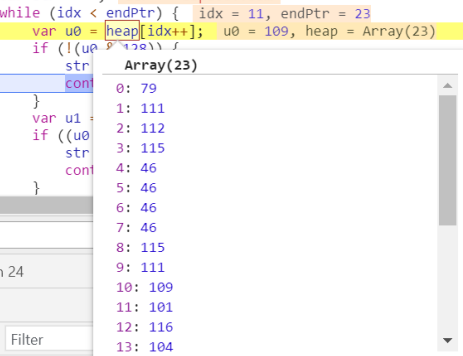 while (idx < endPtr) { idx = 11, endPtr = 23
var u0 = heap[idx++]; u0 = 109, heap = Array(23)
if (!(u0 & 128)) {
str
cont
}
var u1 =
if ((u0
str
cont
}
n 24
Filter
Array(23)
0: 79
1: 111
2: 112
3: 115
4: 46
5: 46
6: 46
7: 46
8: 115
9: 111
10: 109
11: 101
12: 116
13: 104